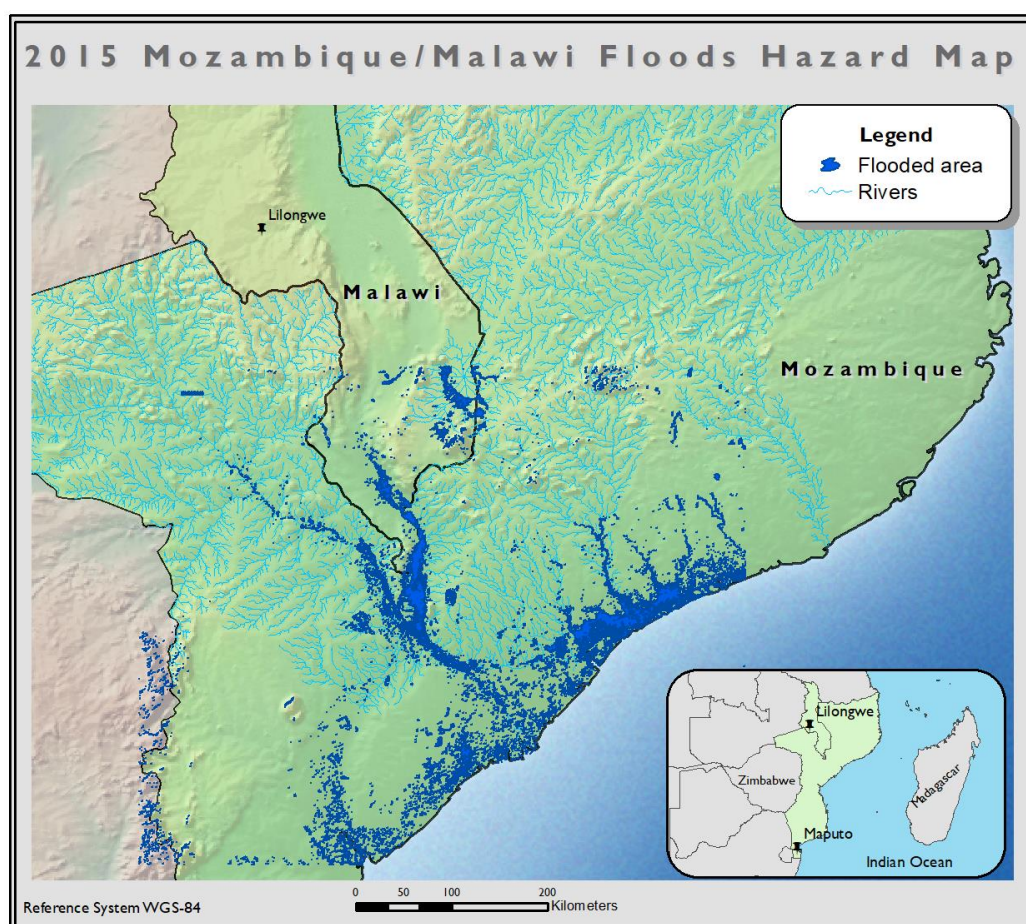 2015 Mozambique/Malawi Floods Hazard Map
Legend
Flooded area
Rivers
Lilongwe
Malawi
Mozambique
Lilongwe
Zimbabwe
Madagascar
Maputo
Indian Ocean
Reference System WGS-84
0 50 100 200
Kilometers